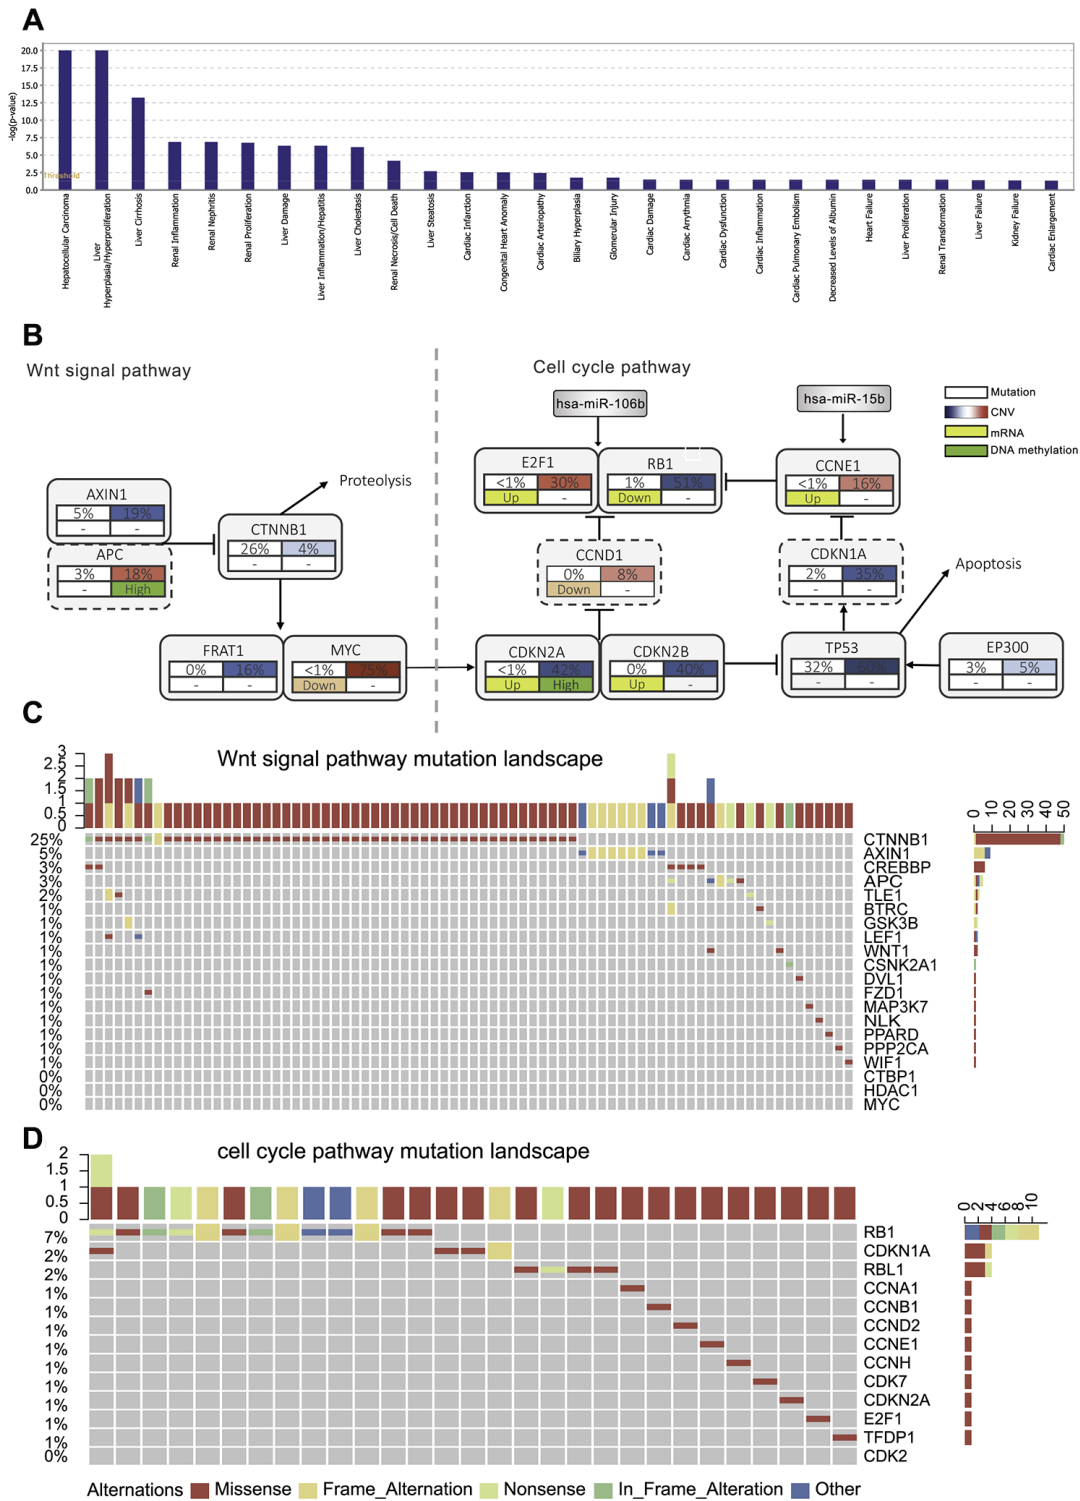 A
20.0
17.5
15.0
12.5
10.0
7.5
5.0
2.5
0.0
-log(p-value)
Threshold
Hepatocellular Carcinoma
Liver
Hyperplasia/Hyperproliferation
Liver Cirrhosis
Renal Inflammation
Renal Nephritis
Renal Proliferation
Liver Damage
Liver Inflammation/Hepatitis
Liver Cholestasis
Renal Necrosis/Cell Death
Liver Steatosis
Cardiac Infarction
Congenital Heart Anomaly
Cardiac Arteriopathy
Biliary Hyperplasia
Glomerular Injury
Cardiac Damage
Cardiac Arrythmia
Cardiac Dysfunction
Cardiac Inflammation
Cardiac Pulmonary Embolism
Decreased Levels of Albumin
Heart Failure
Liver Proliferation
Renal Transformation
Liver Failure
Kidney Failure
Cardiac Enlargement
B
Wnt signal pathway
Cell cycle pathway
hsa-miR-106b
hsa-miR-15b
Mutation
CNV
mRNA
DNA methylation
E2F1
<1% 30%
Up -
RB1
1% 51%
Down -
CCNE1
<1% 16%
Up -
AXIN1
5% 19%
- -
Proteolysis
CTNNB1
26% 4%
- -
APC
3% 18%
- High
CCND1
0% 8%
Down -
CDKN1A
2% 35%
- -
Apoptosis
FRAT1
0% 16%
- -
MYC
<1% 75%
Down -
CDKN2A
<1% 42%
Up High
CDKN2B
0% 40%
Up -
TP53
32% 60%
- -
EP300
3% 5%
- -
C
Wnt signal pathway mutation landscape
3
2.5
2
1.5
1
0.5
0
0 10 20 30 40 50
25% CTNNB1
5% AXIN1
3% CREBBP
3% APC
2% TLE1
1% BTRC
1% GSK3B
1% LEF1
1% WNT1
1% CSNK2A1
1% DVL1
1% FZD1
1% MAP3K7
1% NLK
1% PPARD
1% PPP2CA
1% WIF1
0% CTBP1
0% HDAC1
0% MYC
D
cell cycle pathway mutation landscape
2
1.5
1
0.5
0
0 2 4 6 8 10
7% RB1
2% CDKN1A
2% RBL1
1% CCNA1
1% CCNB1
1% CCND2
1% CCNE1
1% CCNH
1% CDK7
1% CDKN2A
1% E2F1
1% TFDP1
0% CDK2
Alternations Missense Frame_Alternation Nonsense In_Frame_Alteration Other